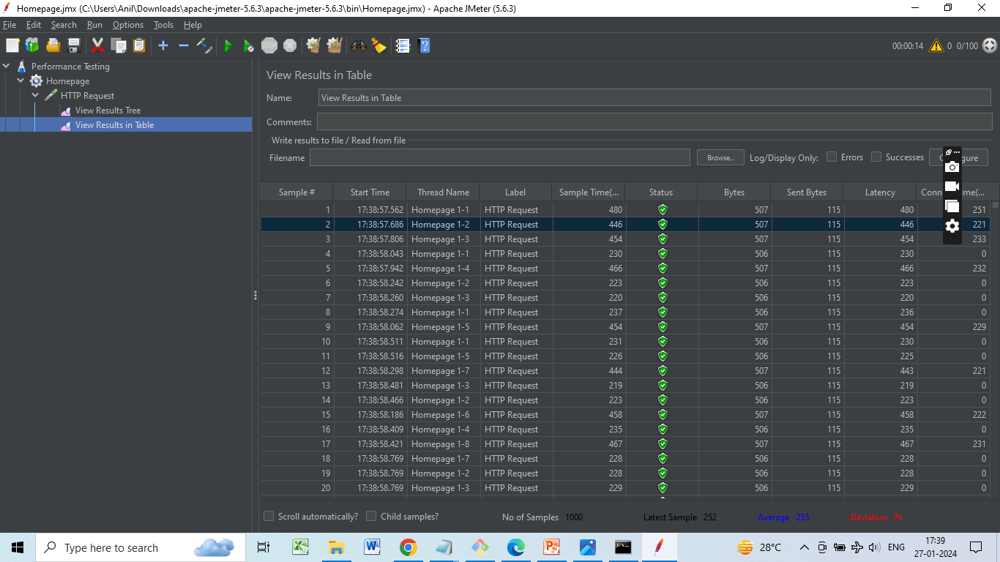 Homepage.jmx (C:\Users\Anil\Downloads\apache-jmeter-5.6.3\apache-jmeter-5.6.3\bin\Homepage.jmx) - Apache JMeter (5.6.3)
File Edit Search Run Options Tools Help
STOP 00:00:14 0 0/100
Performance Testing
Homepage
HTTP Request
View Results Tree
View Results in Table
View Results in Table
Name: View Results in Table
Comments:
Write results to file / Read from file
Filename Browse... Log/Display Only: Errors Successes
Sample # Start Time Thread Name Label Sample Time(... Status Bytes Sent Bytes Latency
1 17:38:57.562 Homepage 1-1 HTTP Request 480 507 115 480 251
2 17:38:57.686 Homepage 1-2 HTTP Request 446 507 115 446 221
3 17:38:57.806 Homepage 1-3 HTTP Request 454 507 115 454 233
4 17:38:58.043 Homepage 1-1 HTTP Request 230 507 115 230 0
5 17:38:57.942 Homepage 1-4 HTTP Request 466 507 115 466 232
6 17:38:58.242 Homepage 1-2 HTTP Request 223 506 115 223 0
7 17:38:58.260 Homepage 1-3 HTTP Request 220 506 115 220 0
8 17:38:58.274 Homepage 1-1 HTTP Request 237 506 115 236 0
9 17:38:58.062 Homepage 1-5 HTTP Request 454 507 115 454 229
10 17:38:58.511 Homepage 1-1 HTTP Request 231 506 115 230 0
11 17:38:58.516 Homepage 1-5 HTTP Request 226 506 115 225 0
12 17:38:58.298 Homepage 1-7 HTTP Request 444 507 115 443 221
13 17:38:58.481 Homepage 1-3 HTTP Request 219 506 115 219 0
14 17:38:58.466 Homepage 1-2 HTTP Request 223 506 115 223 0
15 17:38:58.186 Homepage 1-6 HTTP Request 458 507 115 458 222
16 17:38:58.409 Homepage 1-4 HTTP Request 235 506 115 235 0
17 17:38:58.421 Homepage 1-8 HTTP Request 467 507 115 467 231
18 17:38:58.769 Homepage 1-7 HTTP Request 228 506 115 228 0
19 17:38:58.769 Homepage 1-2 HTTP Request 228 506 115 228 0
20 17:38:58.769 Homepage 1-3 HTTP Request 229 506 115 229 0
Scroll automatically? Child samples? No of Samples 1000 Latest Sample 252 Average 255 Deviation 76
Type here to search 28°C ENG 17:39
27-01-2024